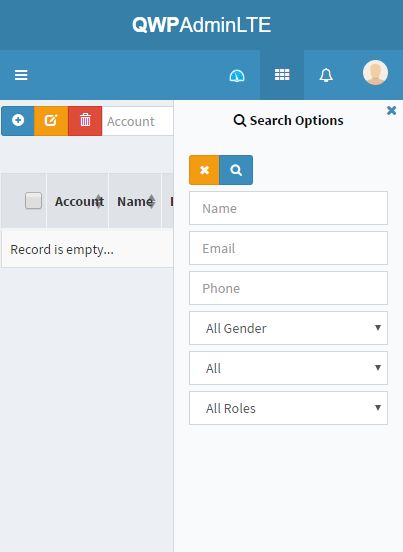 QWPAdminLTE
Account
Search Options
Account Name
Record is empty...
Name
Email
Phone
All Gender
All
All Roles